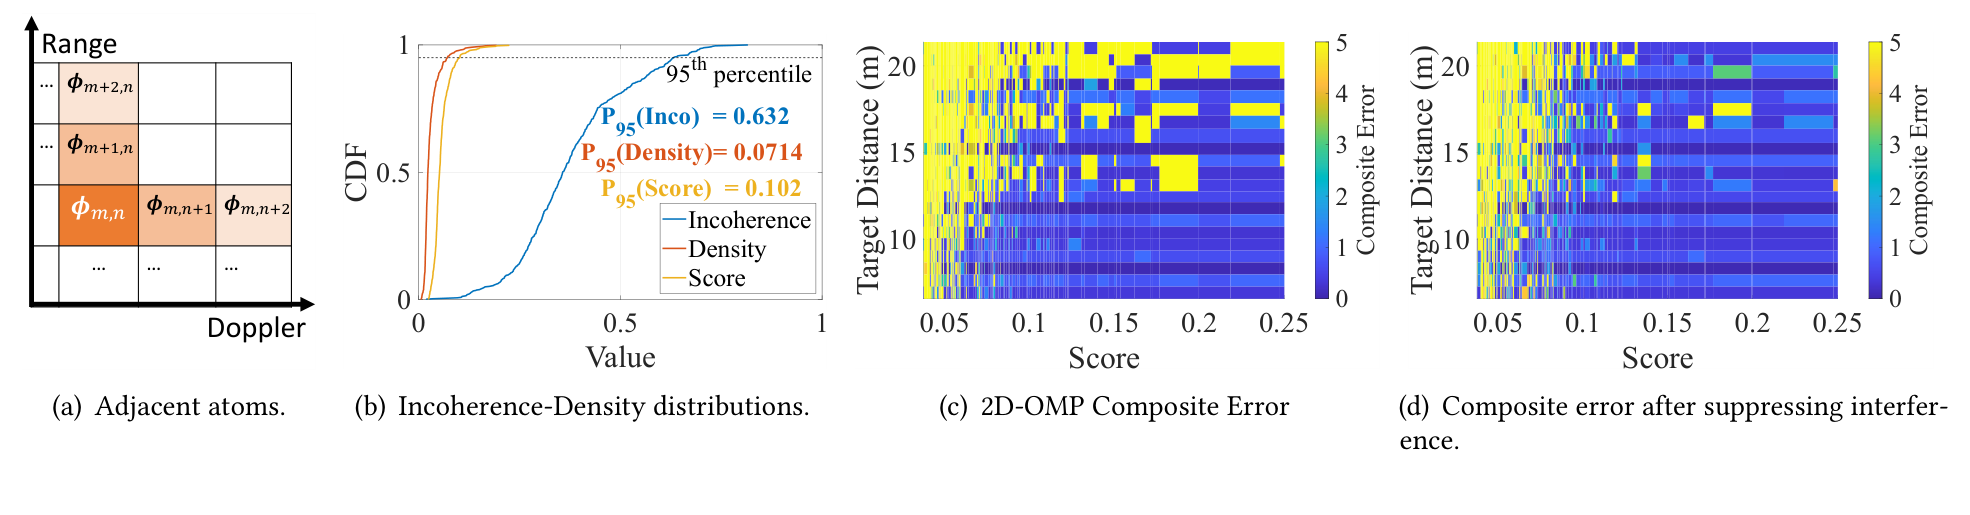 Range
... ϕm+2,n
... ϕm+1,n
ϕm,n ϕm,n+1 ϕm,n+2
... ... ...
Doppler
(a) Adjacent atoms.
1
0.5
0
CDF
95th percentile
P95(Inco) = 0.632
P95(Density)= 0.0714
P95(Score) = 0.102
Incoherence
Density
Score
0 0.5 1
Value
(b) Incoherence-Density distributions.
20
15
10
Target Distance (m)
0.05 0.1 0.15 0.2 0.25
Score
5
4
3
2
1
0
Composite Error
(c) 2D-OMP Composite Error
20
15
10
Target Distance (m)
0.05 0.1 0.15 0.2 0.25
Score
5
4
3
2
1
0
Composite Error
(d) Composite error after suppressing interfer-
ence.